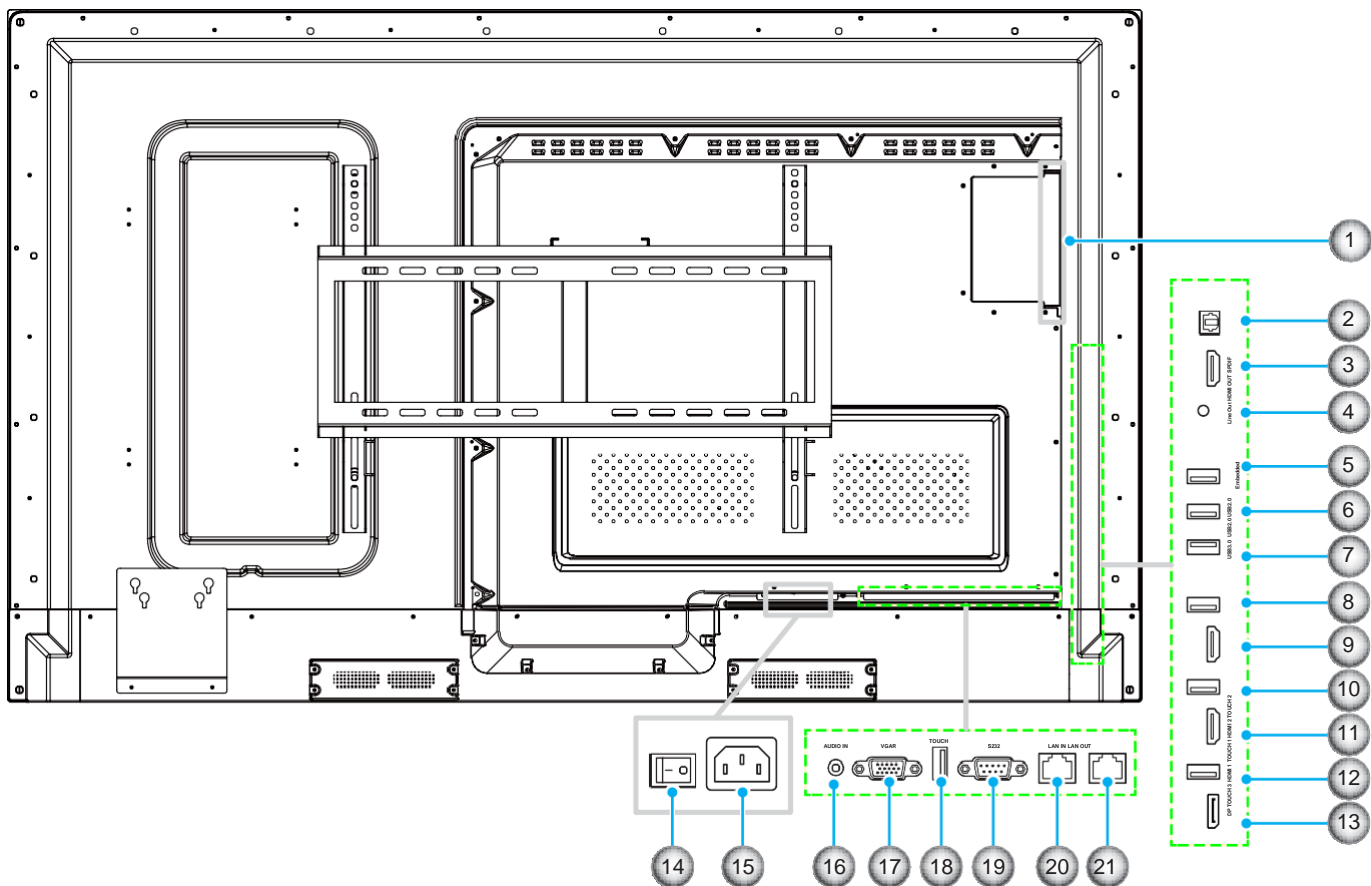 1
2
3
4
5
6
7
8
9
10
11
12
13
Line Out HDMI OUT SPDIF
Embedded
USB3.0 USB2.0 USB2.0
DP TOUCH 3 HDMI 1 TOUCH 1 HDMI 2 TOUCH 2
AUDIO IN
VGAR
TOUCH
S232
LAN IN LAN OUT
14
15
16
17
18
19
20
21